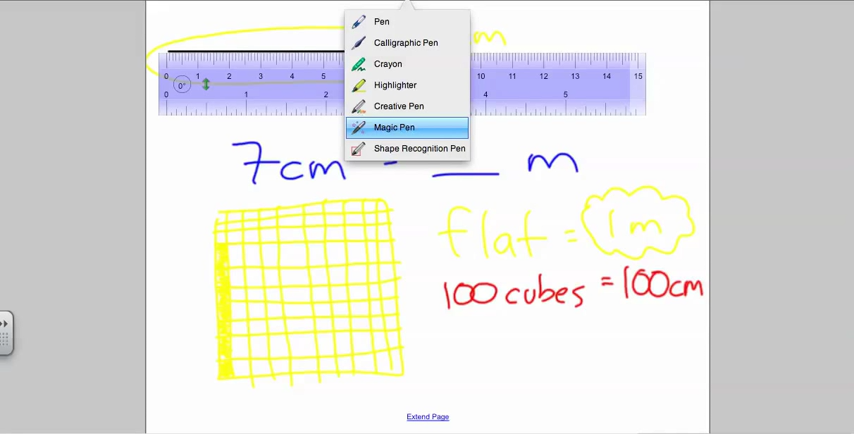 Pen
Calligraphic Pen
Crayon
Highlighter
Creative Pen
Magic Pen
Shape Recognition Pen
m
0 1 2 3 4 5 10 11 12 13 14 15
0°
0 1 2 4 5
7cm = ___ m
flat = 1m
100 cubes = 100cm
Extend Page